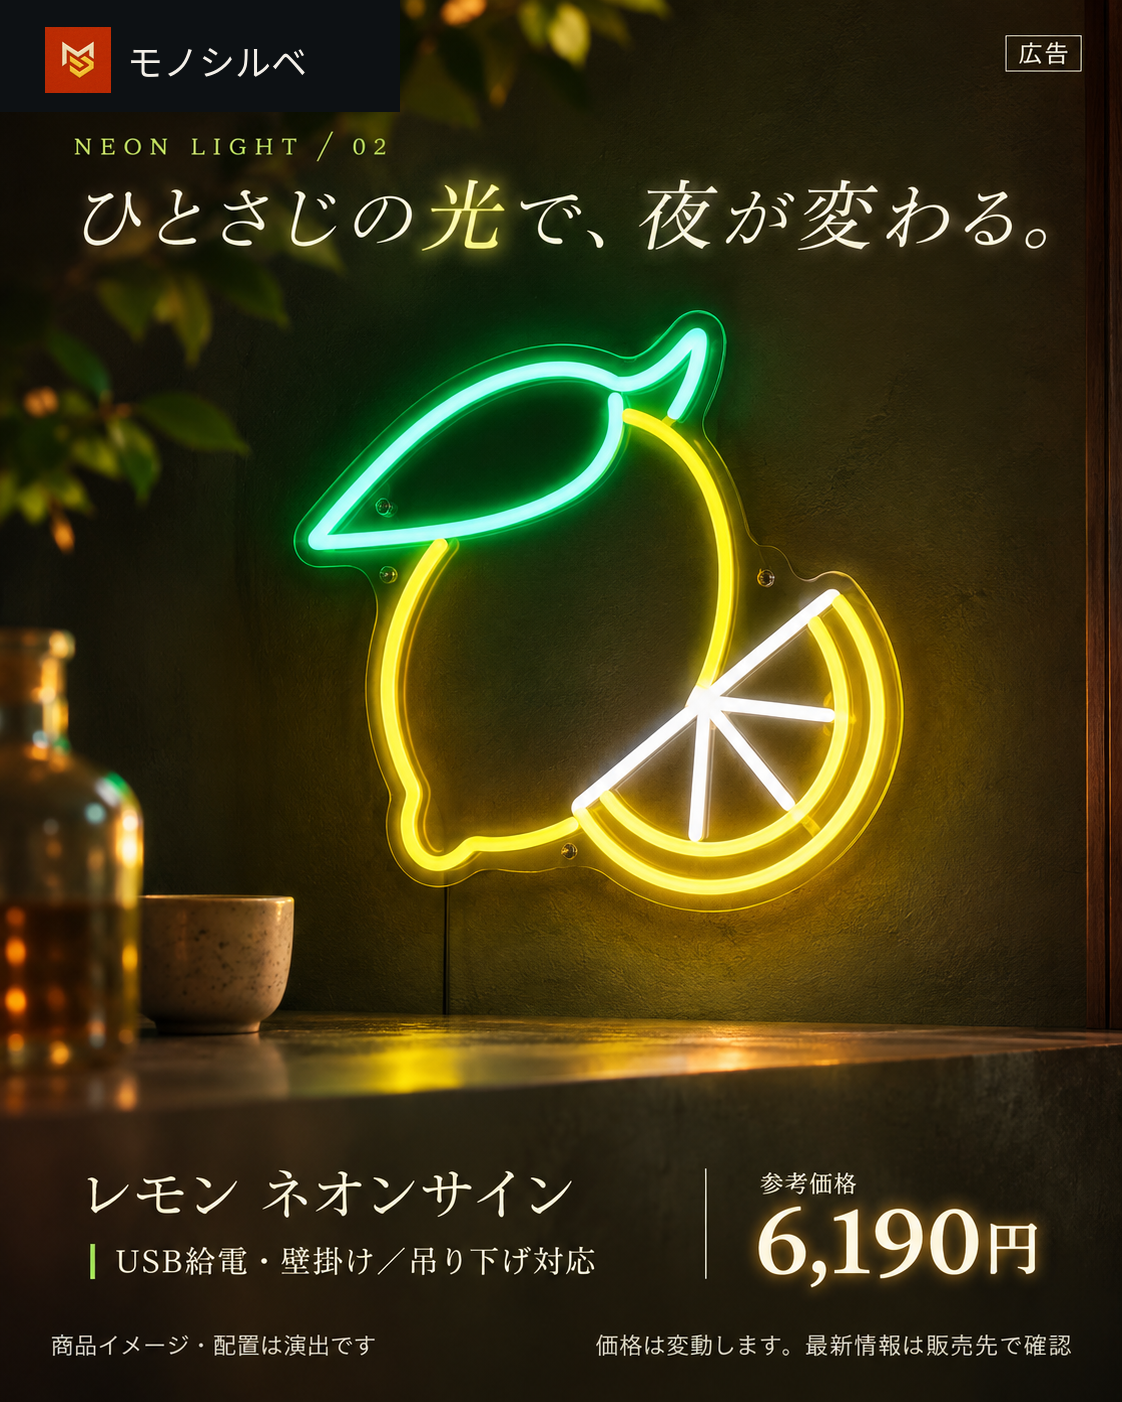 モノシルベ
広告
NEON LIGHT / 02
ひとさじの光で、夜が変わる。
レモン ネオンサイン
USB給電・壁掛け／吊り下げ対応
参考価格
6,190円
商品イメージ・配置は演出です
価格は変動します。最新情報は販売先で確認